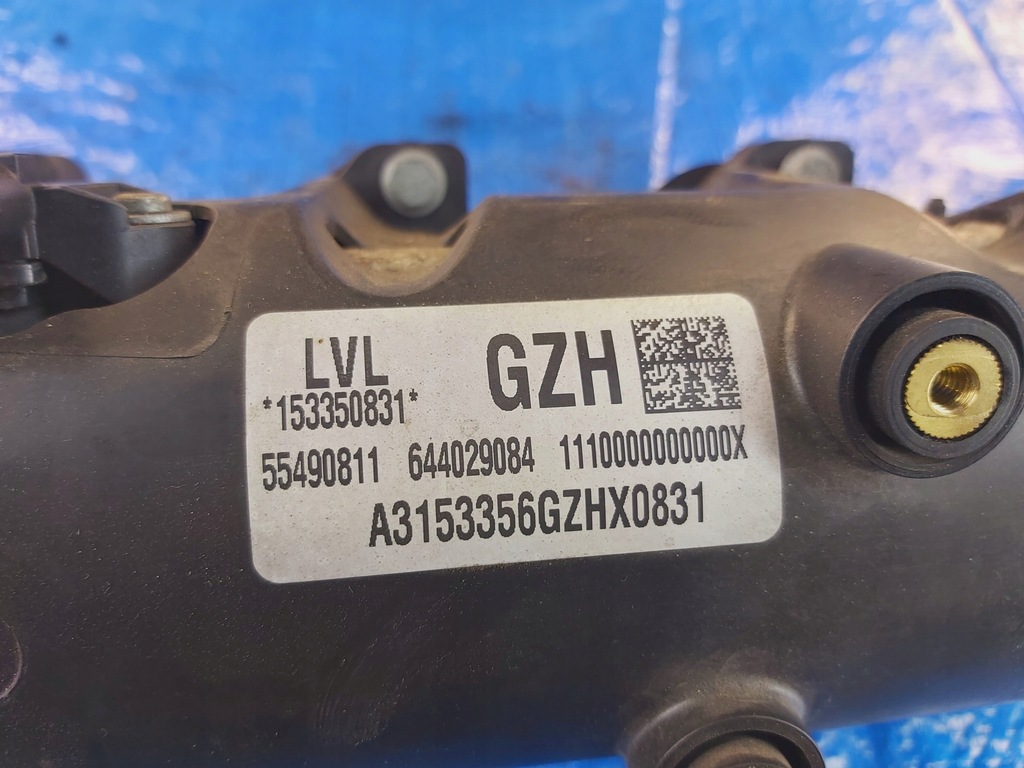 LVL GZH
*153350831*
55490811 644029084 1110000000000X
A3153356GZHX0831